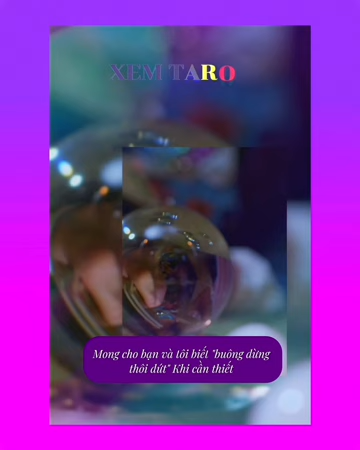 XEM TARO
Mong cho bạn và tôi biết "buông đừng
thôi dứt" Khi cần thiết